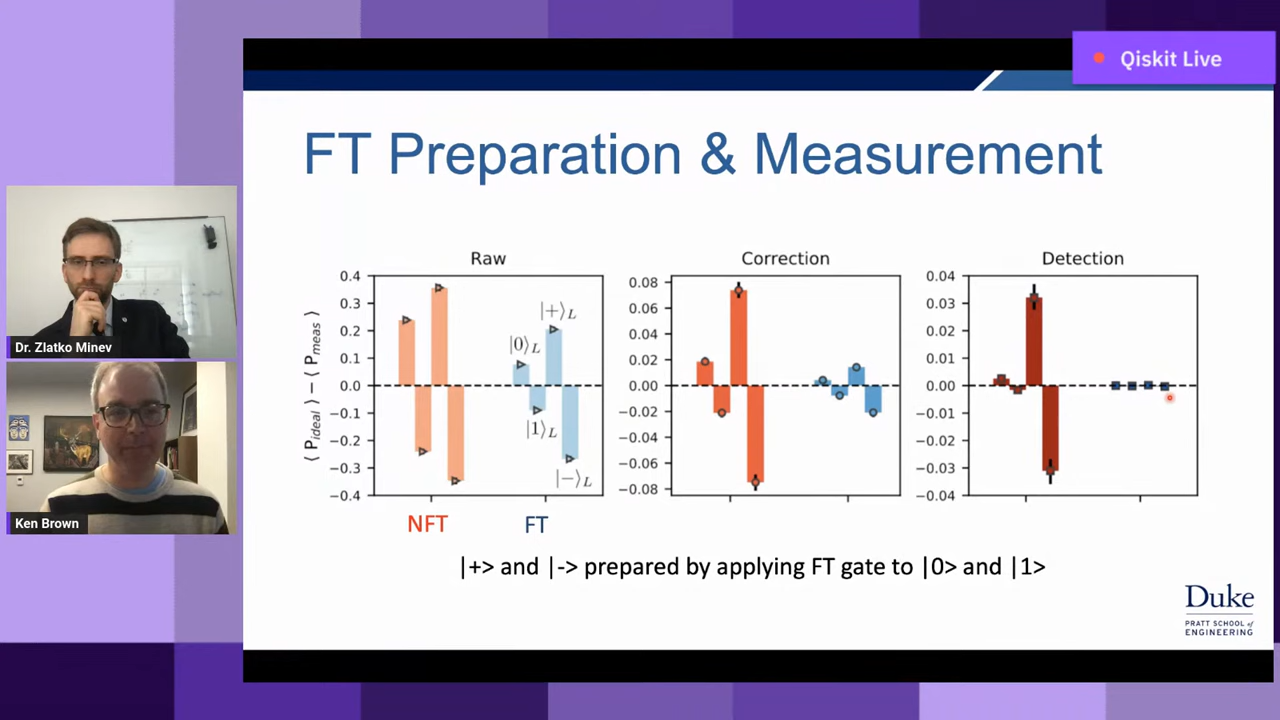 Qiskit Live
FT Preparation & Measurement
Raw
Correction
Detection
⟨ P_ideal ⟩ − ⟨ P_meas ⟩
0.4
0.3
0.2
0.1
0.0
−0.1
−0.2
−0.3
−0.4
|0⟩_L
|+⟩_L
|1⟩_L
|−⟩_L
0.08
0.06
0.04
0.02
0.00
−0.02
−0.04
−0.06
−0.08
0.04
0.03
0.02
0.01
0.00
−0.01
−0.02
−0.03
−0.04
NFT
FT
|+> and |-> prepared by applying FT gate to |0> and |1>
Dr. Zlatko Minev
Ken Brown
Duke
PRATT SCHOOL of
ENGINEERING